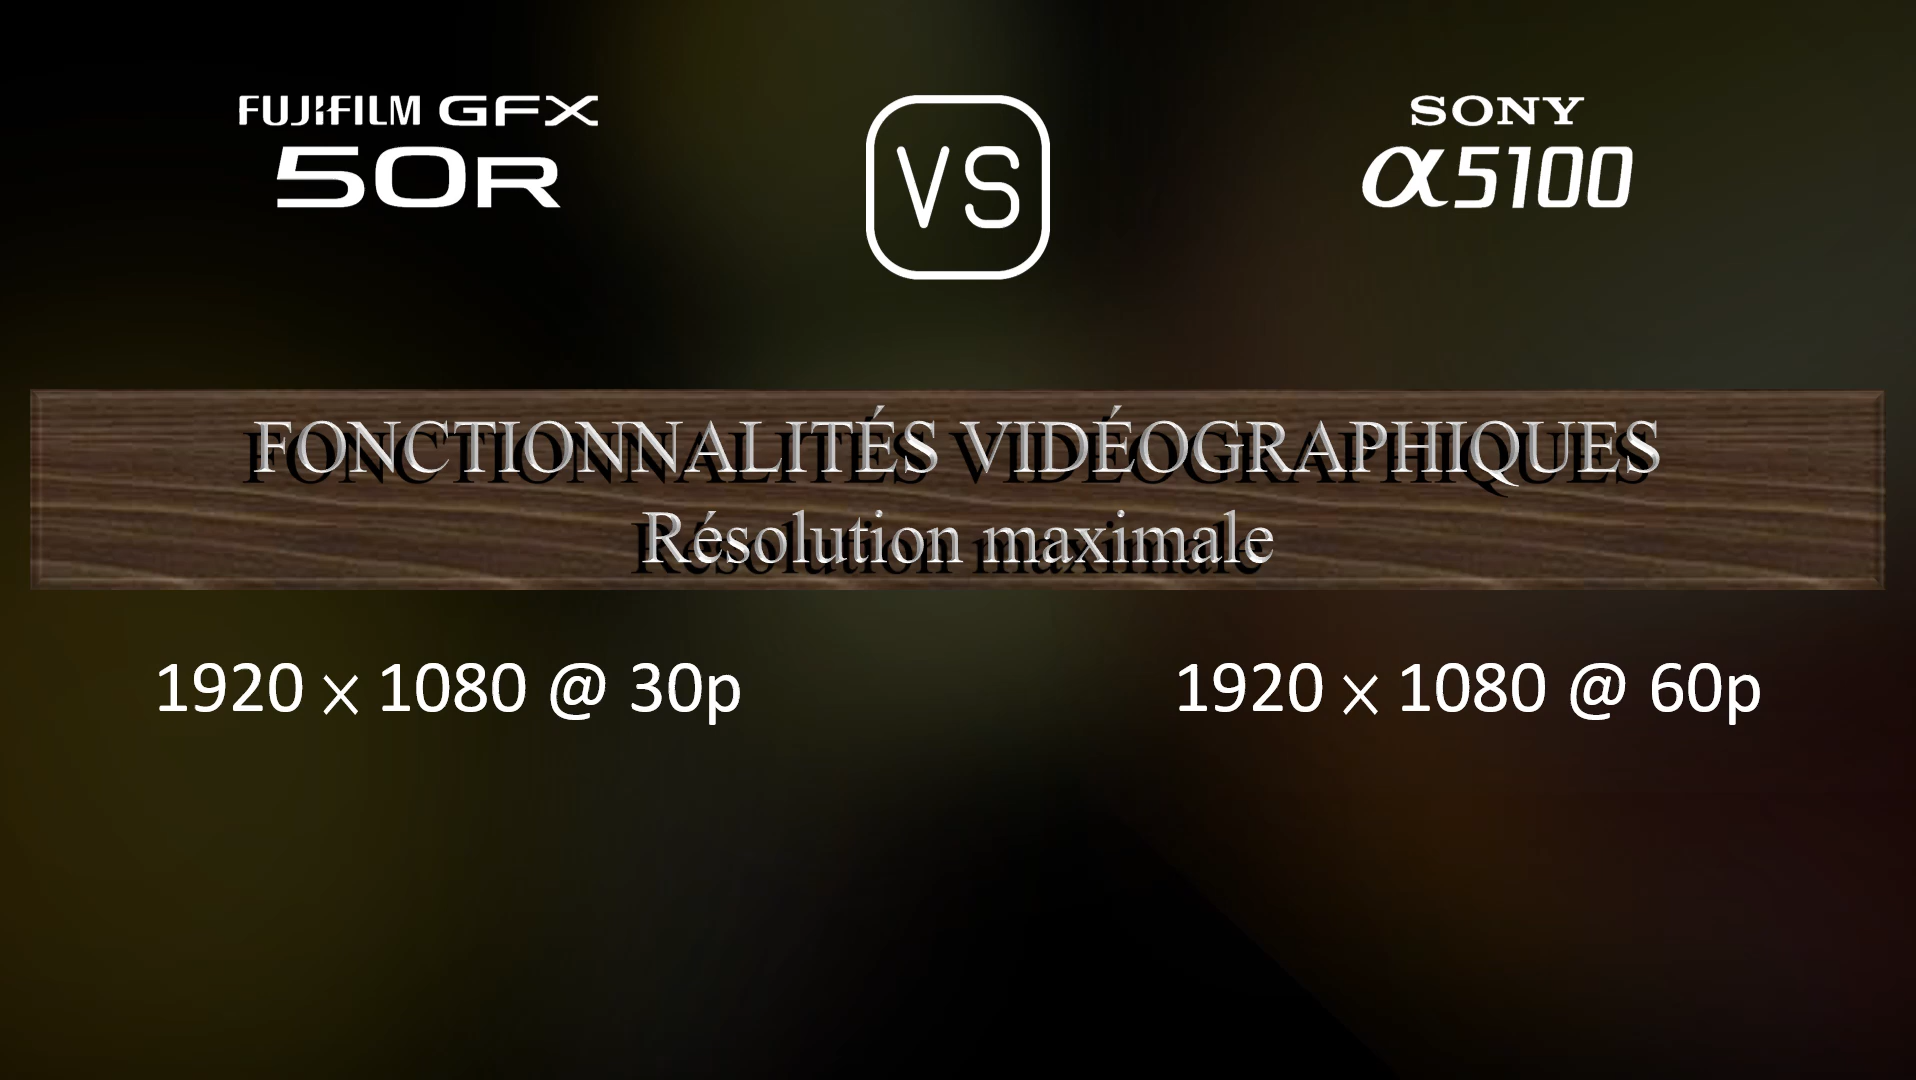 FUJIFILM GFX
50R
VS
SONY
α5100
FONCTIONNALITÉS VIDÉOGRAPHIQUES
Résolution maximale
1920 x 1080 @ 30p
1920 x 1080 @ 60p